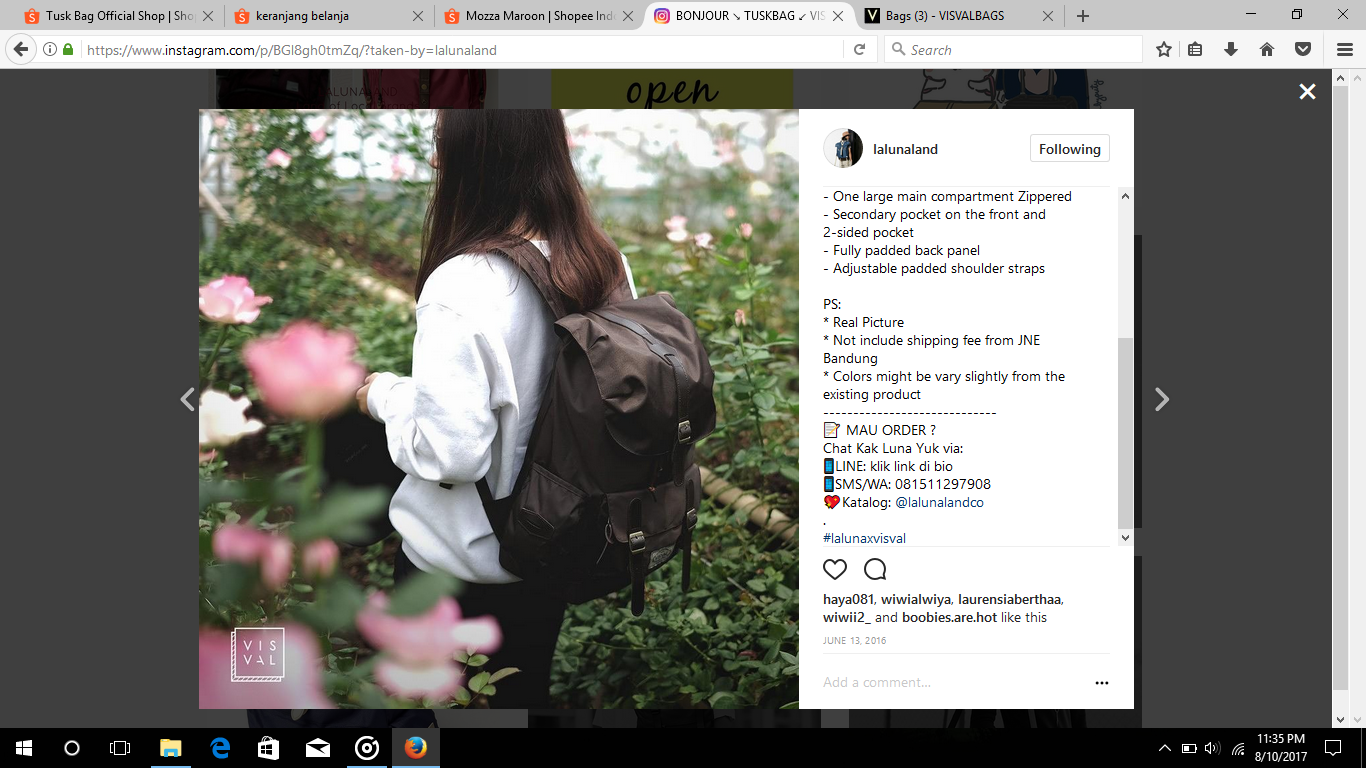 Tusk Bag Official Shop | Sho
keranjang belanja
Mozza Maroon | Shopee Indo
BONJOUR ↘ TUSKBAG ↙ VIS
Bags (3) - VISVALBAGS
https://www.instagram.com/p/BGl8gh0tmZq/?taken-by=lalunaland
Search
ALUNALAND
of Local Brand
open
lalunaland
Following
- One large main compartment Zippered
- Secondary pocket on the front and
2-sided pocket
- Fully padded back panel
- Adjustable padded shoulder straps
PS:
* Real Picture
* Not include shipping fee from JNE
Bandung
* Colors might be vary slightly from the
existing product
-----------------------------
📝 MAU ORDER ?
Chat Kak Luna Yuk via:
📱LINE: klik link di bio
📱SMS/WA: 081511297908
💖Katalog: @lalunalandco
.
#lalunaxvisval
haya081, wiwialwiya, laurensiaberthaa,
wiwii2_ and boobies.are.hot like this
JUNE 13, 2016
Add a comment...
VIS
VAL
11:35 PM
8/10/2017